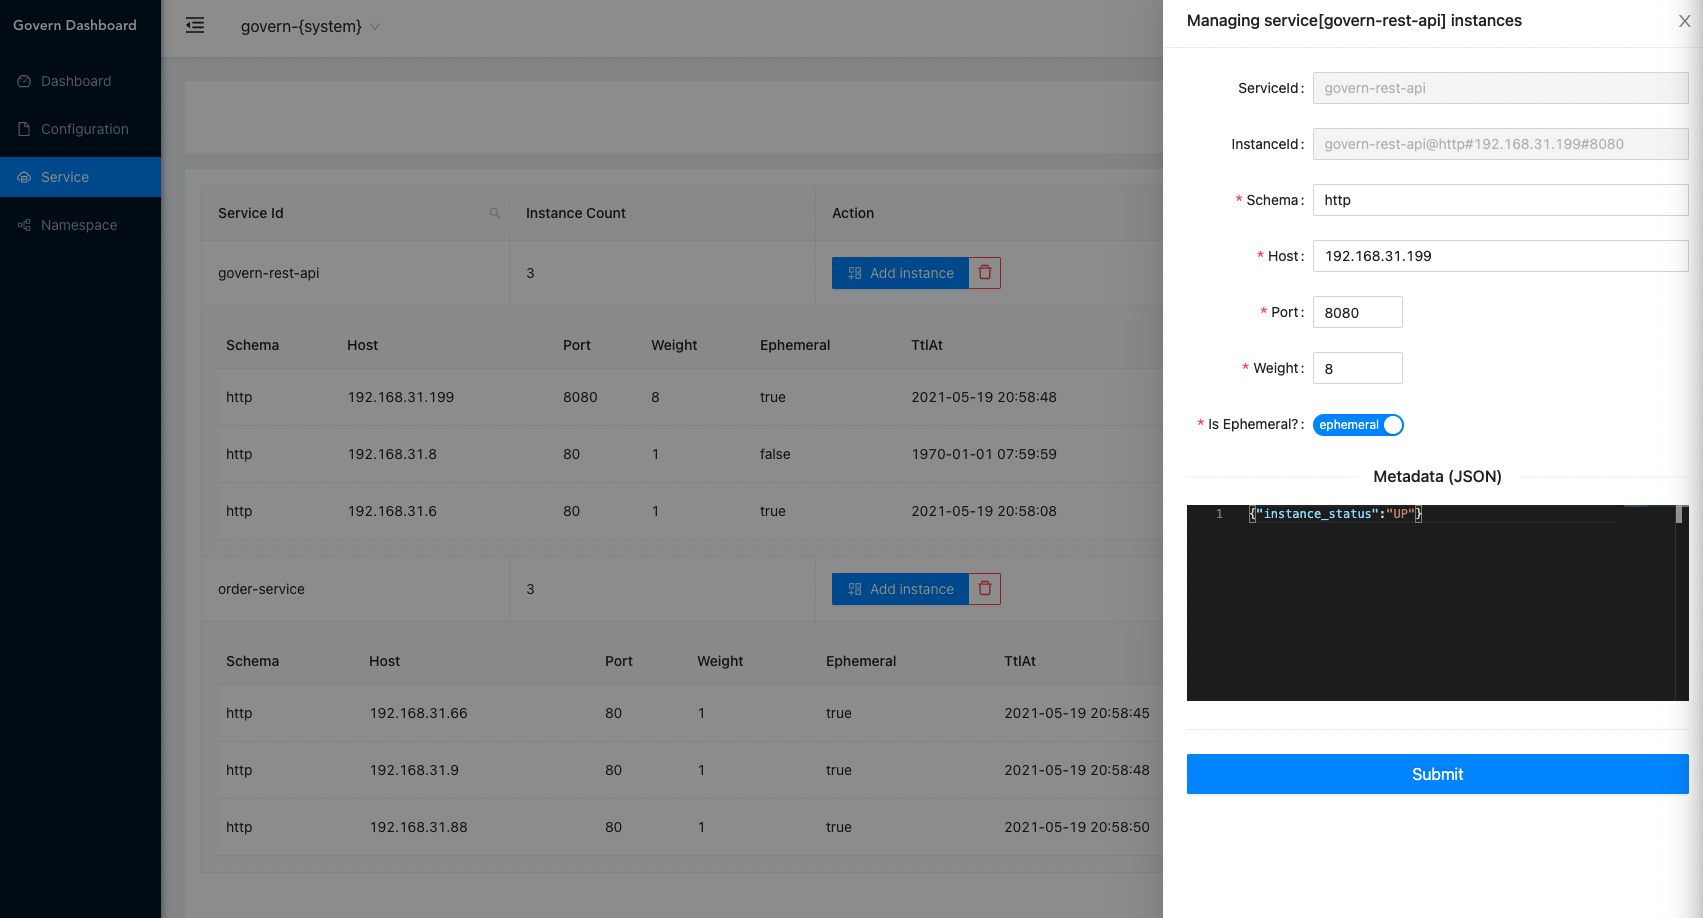 Govern Dashboard
Dashboard
Configuration
Service
Namespace
govern-{system}
Service Id Instance Count Action
govern-rest-api 3 Add instance
Schema Host Port Weight Ephemeral TtlAt
http 192.168.31.199 8080 8 true 2021-05-19 20:58:48
http 192.168.31.8 80 1 false 1970-01-01 07:59:59
http 192.168.31.6 80 1 true 2021-05-19 20:58:08
order-service 3 Add instance
Schema Host Port Weight Ephemeral TtlAt
http 192.168.31.66 80 1 true 2021-05-19 20:58:45
http 192.168.31.9 80 1 true 2021-05-19 20:58:48
http 192.168.31.88 80 1 true 2021-05-19 20:58:50
Managing service[govern-rest-api] instances
ServiceId: govern-rest-api
InstanceId: govern-rest-api@http#192.168.31.199#8080
* Schema: http
* Host: 192.168.31.199
* Port: 8080
* Weight: 8
* Is Ephemeral?: ephemeral
Metadata (JSON)
1 {"instance_status":"UP"}
Submit